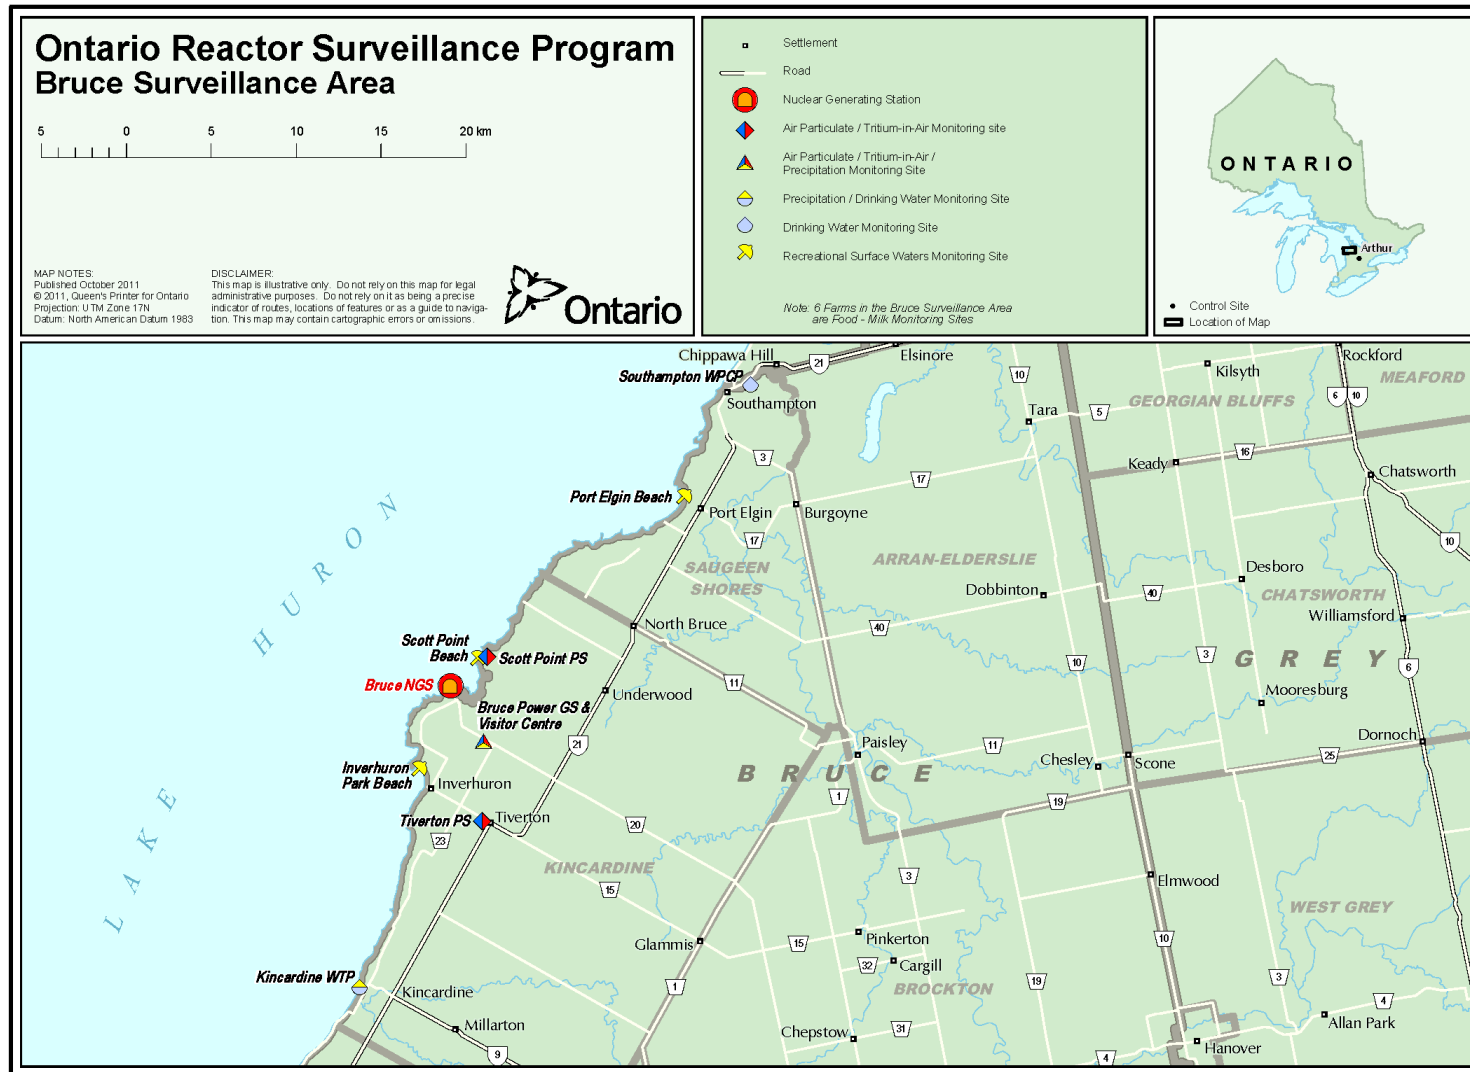 Ontario Reactor Surveillance Program
Bruce Surveillance Area
5 0 5 10 15 20 km
MAP NOTES:
Published October 2011
© 2011, Queen's Printer for Ontario
Projection: UTM Zone 17N
Datum: North American Datum 1983
DISCLAIMER:
This map is illustrative only. Do not rely on this map for legal
administrative purposes. Do not rely on it as being a precise
indicator of routes, locations of features or as a guide to naviga-
tion. This map may contain cartographic errors or omissions.
Ontario
Settlement
Road
Nuclear Generating Station
Air Particulate / Tritium-in-Air Monitoring site
Air Particulate / Tritium-in-Air /
Precipitation Monitoring Site
Precipitation / Drinking Water Monitoring Site
Drinking Water Monitoring Site
Recreational Surface Waters Monitoring Site
Note: 6 Farms in the Bruce Surveillance Area
are Food - Milk Monitoring Sites
ONTARIO
Arthur
Control Site
Location of Map
Chippawa Hill
21
Elsinore
Rockford
Kilsyth
MEAFORD
Southampton WPCP
10
6 10
Southampton
GEORGIAN BLUFFS
Tara
5
3
16
Keady
Chatsworth
17
Port Elgin Beach
Port Elgin
Burgoyne
17
10
ARRAN-ELDERSLIE
SAUGEEN
SHORES
Desboro
Dobbinton
40
CHATSWORTH
Williamsford
North Bruce
40
Scott Point
Beach
Scott Point PS
10
3
GREY
6
Bruce NGS
11
Underwood
Mooresburg
Bruce Power GS &
Visitor Centre
21
Paisley
11
Dornoch
25
Chesley
Scone
Inverhuron
Park Beach
Inverhuron
BRUCE
1
19
Tiverton PS
Tiverton
20
23
KINCARDINE
15
3
Elmwood
WEST GREY
Glammis
15
Pinkerton
10
32
Cargill
Kincardine WTP
Kincardine
1
BROCKTON
19
3
4
Millarton
Chepstow
31
Allan Park
9
4
Hanover
LAKE HURON